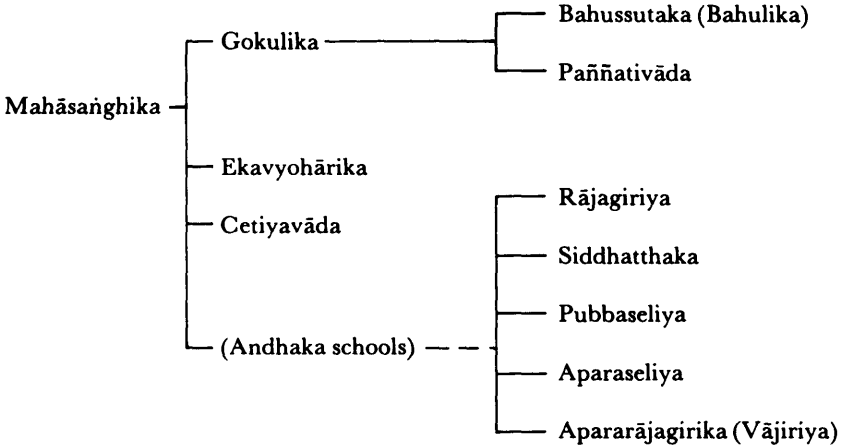 Bahussutaka (Bahulika)
Gokulika
Paññativāda
Mahāsaṅghika
Ekavyohārika
Rājagiriya
Cetiyavāda
Siddhatthaka
Pubbaseliya
(Andhaka schools)
Aparaseliya
Apararājagirika (Vājiriya)